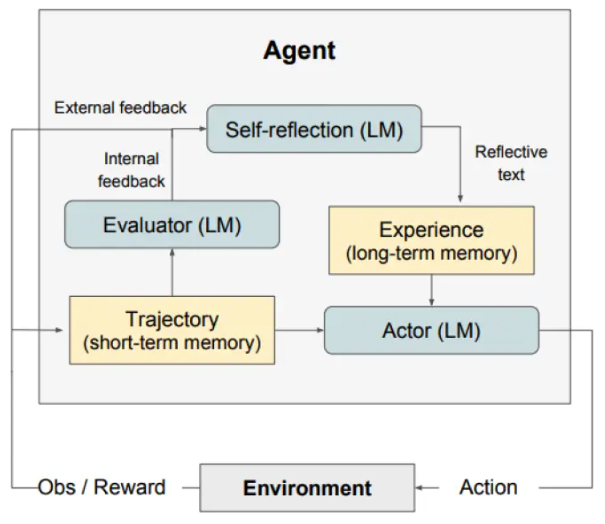 Agent
External feedback
Self-reflection (LM)
Internal
feedback
Reflective
text
Evaluator (LM)
Experience
(long-term memory)
Trajectory
(short-term memory)
Actor (LM)
Obs / Reward
Environment
Action